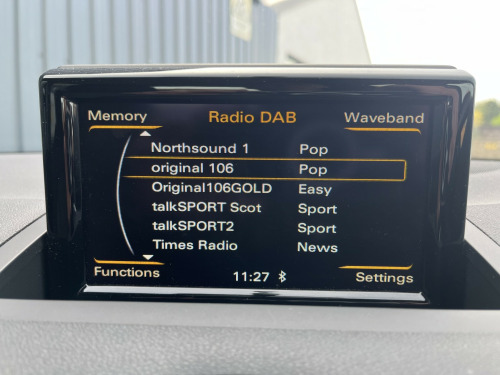 Memory Radio DAB Waveband
Northsound 1 Pop
original 106 Pop
Original106GOLD Easy
talkSPORT Scot Sport
talkSPORT2 Sport
Times Radio News
Functions 11:27 Settings